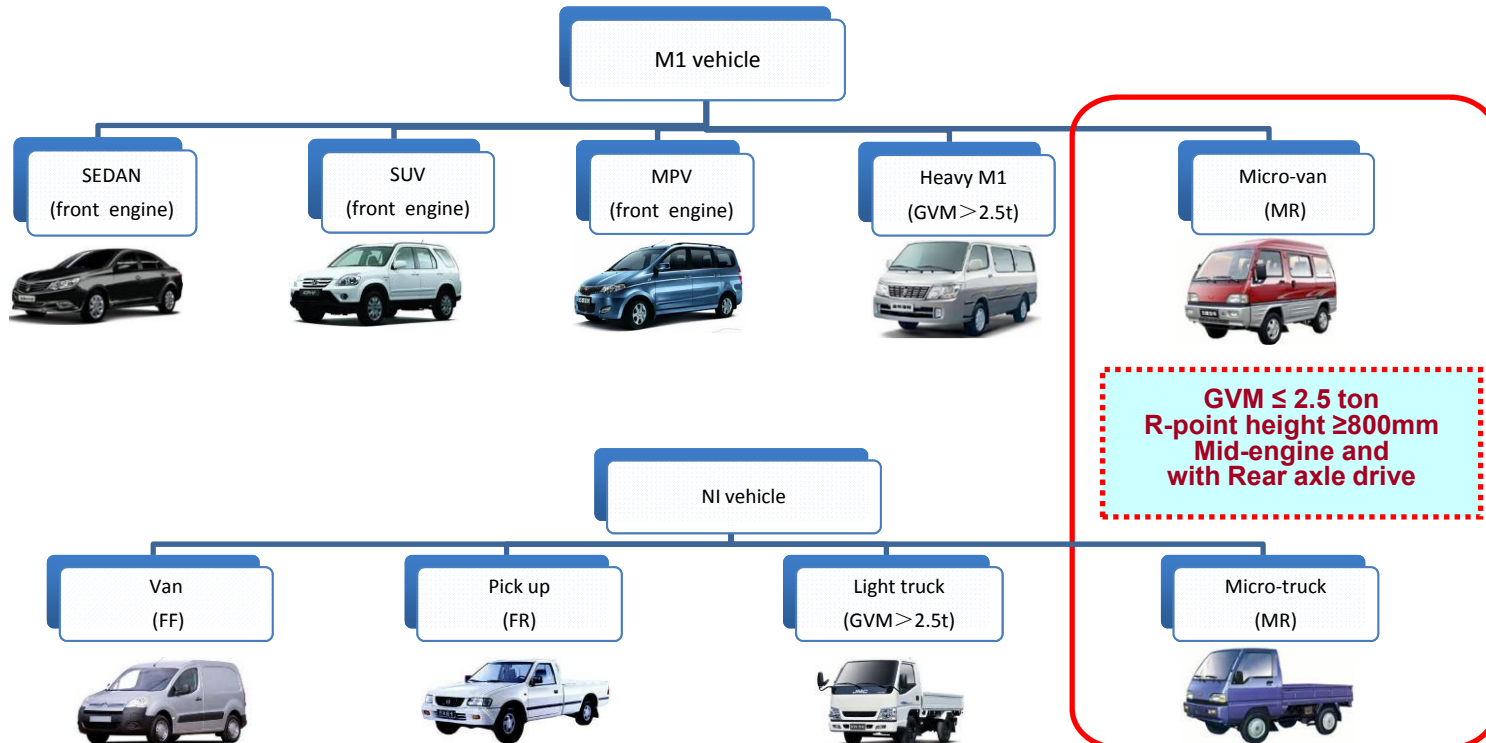 M1 vehicle
SEDAN
(front engine)
SUV
(front engine)
MPV
(front engine)
Heavy M1
(GVM＞2.5t)
Micro-van
(MR)
GVM ≤ 2.5 ton
R-point height ≥800mm
Mid-engine and
with Rear axle drive
NI vehicle
Van
(FF)
Pick up
(FR)
Light truck
(GVM＞2.5t)
Micro-truck
(MR)
JMC